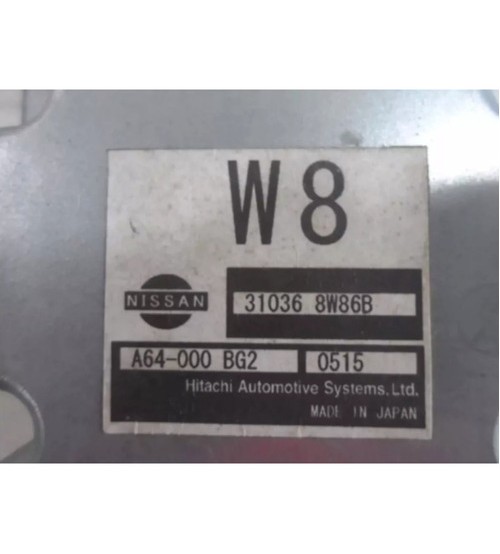 W8
NISSAN
31036 8W86B
A64-000 BG2 0515
Hitachi Automotive Systems, Ltd.
MADE IN JAPAN